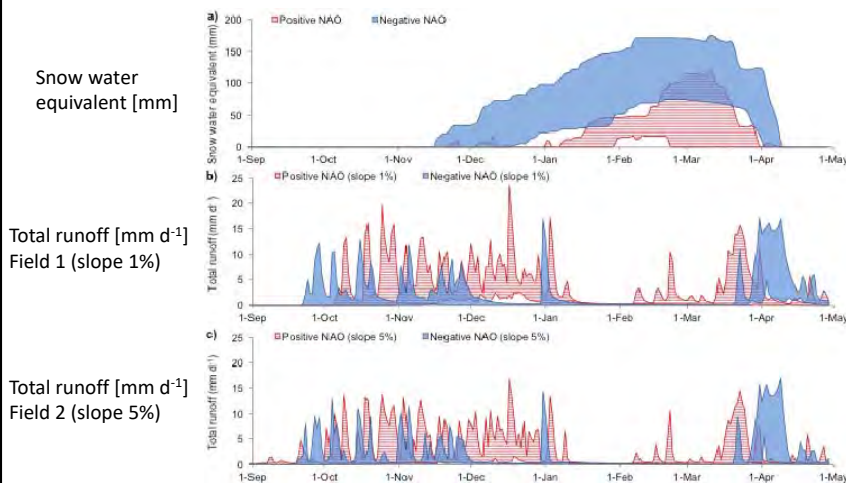 Snow water
equivalent [mm]
a)
Positive NAO Negative NAO
Snow water equivalent (mm)
200
150
100
50
0
1-Sep 1-Oct 1-Nov 1-Dec 1-Jan 1-Feb 1-Mar 1-Apr 1-May
Total runoff [mm d-1]
Field 1 (slope 1%)
b)
Positive NAO (slope 1%) Negative NAO (slope 1%)
Total runoff (mm d-1)
25
20
15
10
5
0
1-Sep 1-Oct 1-Nov 1-Dec 1-Jan 1-Feb 1-Mar 1-Apr 1-May
Total runoff [mm d-1]
Field 2 (slope 5%)
c)
Positive NAO (slope 5%) Negative NAO (slope 5%)
Total runoff (mm d-1)
25
20
15
10
5
0
1-Sep 1-Oct 1-Nov 1-Dec 1-Jan 1-Feb 1-Mar 1-Apr 1-May